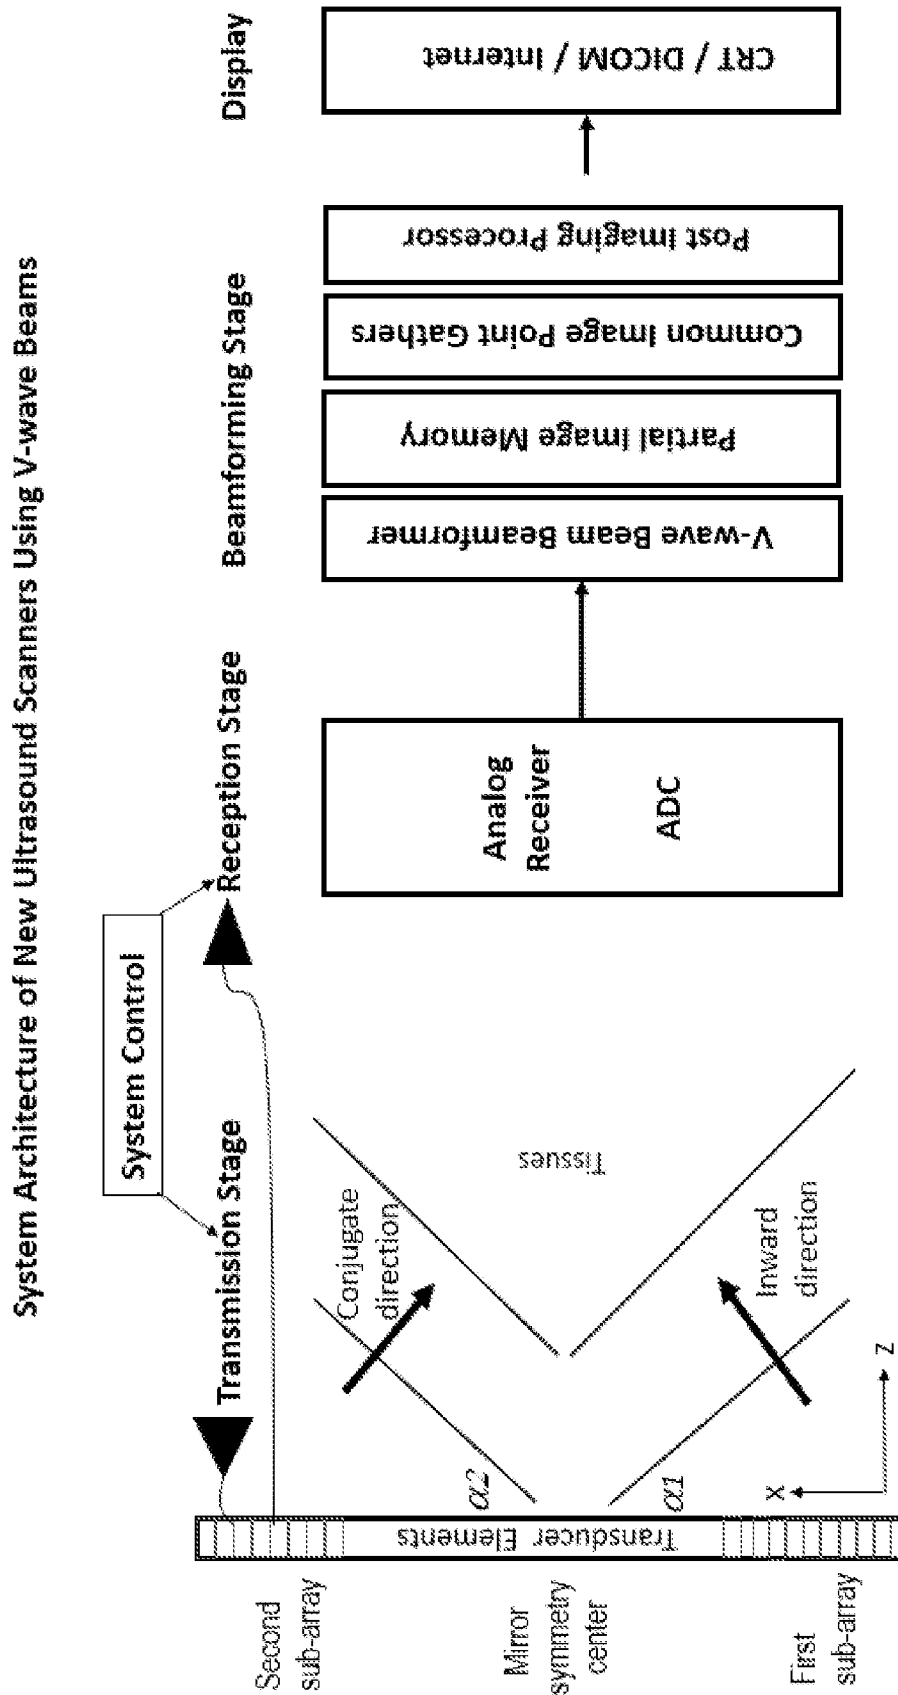 System Architecture of New Ultrasound Scanners Using V-wave Beams
System Control
Transmission Stage
Reception Stage
Beamforming Stage
Display
Second
sub-array
Mirror
symmetry
center
First
sub-array
Transducer Elements
α2
α1
X
Z
Conjugate
direction
Inward
direction
Tissues
Analog
Receiver
ADC
V-wave Beam Beamformer
Partial Image Memory
Common Image Point Gathers
Post Imaging Processor
CRT / DICOM / Internet